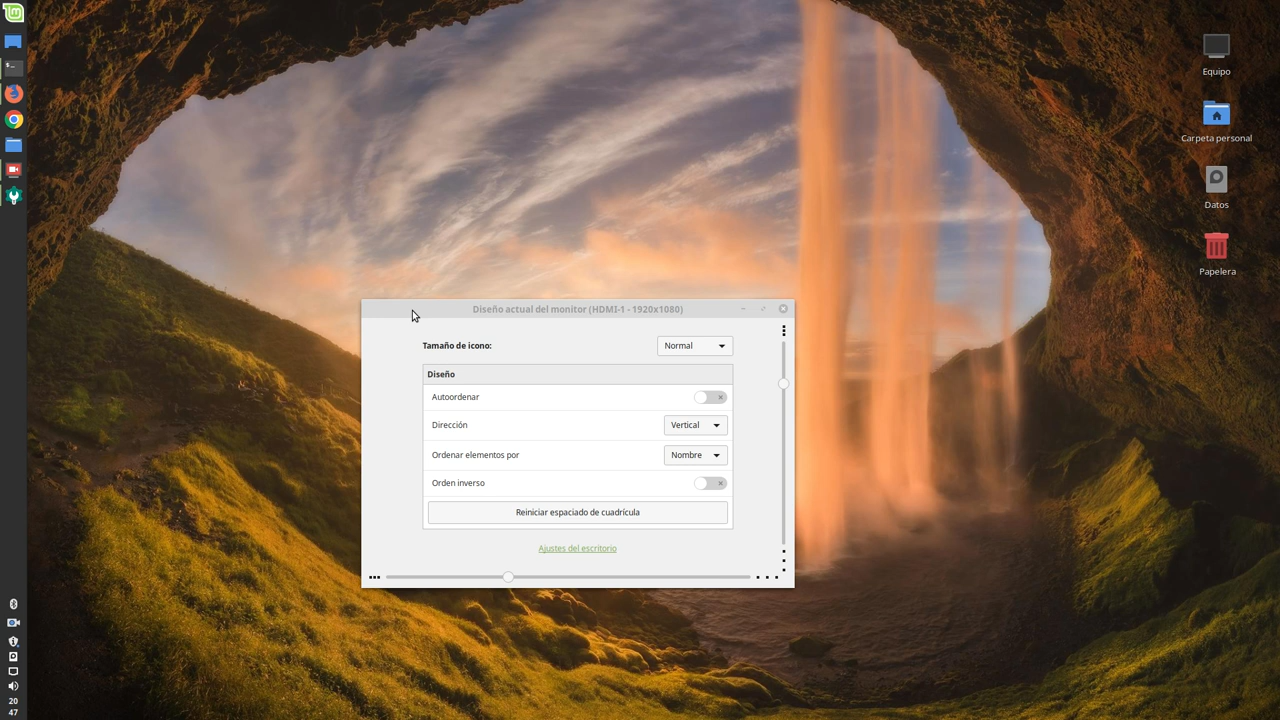 Equipo
Carpeta personal
Datos
Papelera
Diseño actual del monitor (HDMI-1 - 1920x1080)
Tamaño de icono: Normal
Diseño
Autoordenar
Dirección Vertical
Ordenar elementos por Nombre
Orden inverso
Reiniciar espaciado de cuadrícula
Ajustes del escritorio
20
47